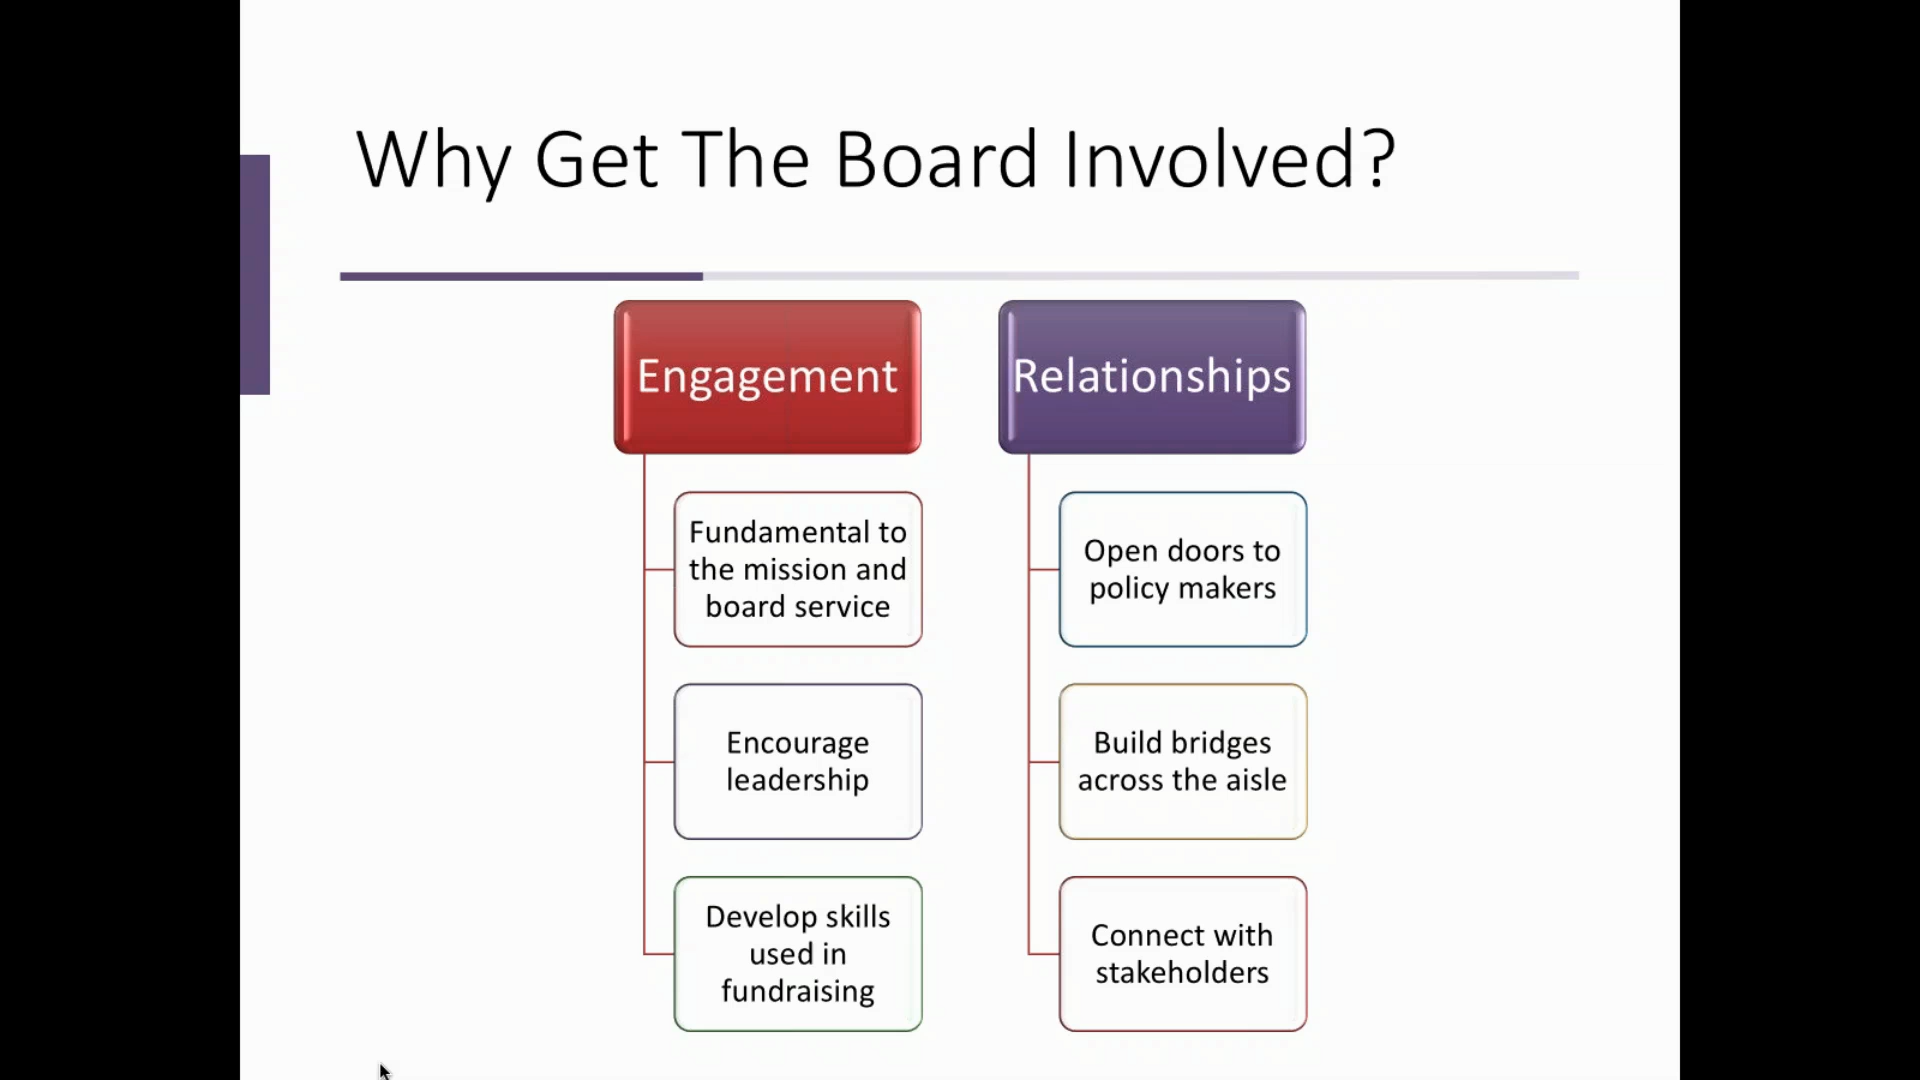 Why Get The Board Involved?
Engagement
Fundamental to
the mission and
board service
Encourage
leadership
Develop skills
used in
fundraising
Relationships
Open doors to
policy makers
Build bridges
across the aisle
Connect with
stakeholders